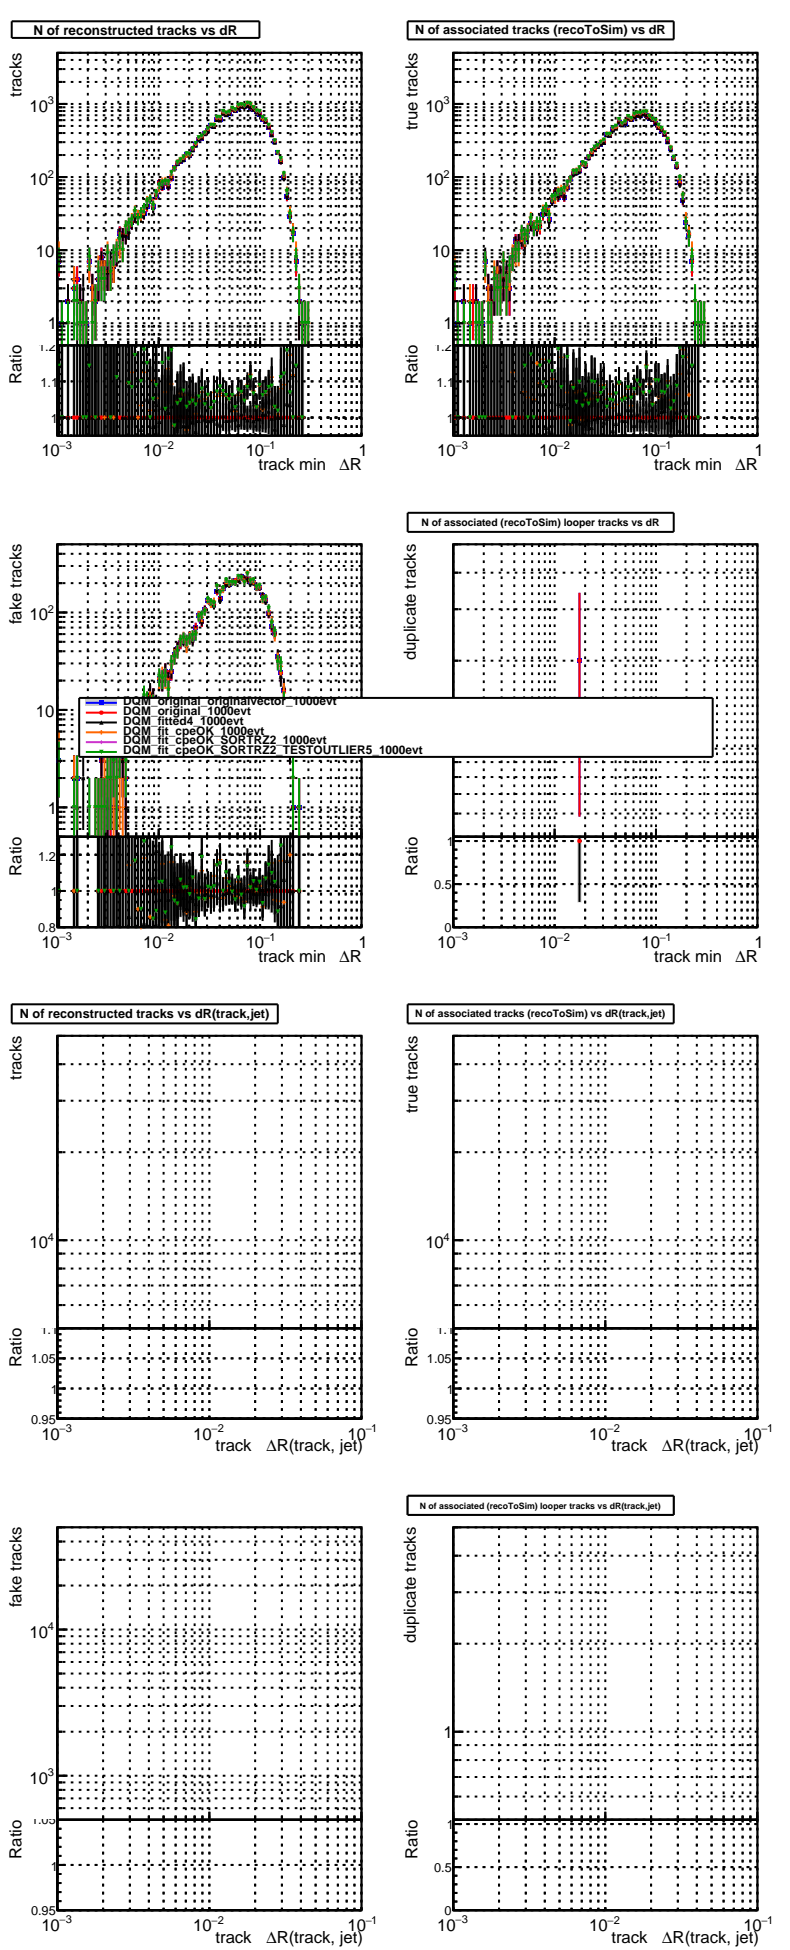 N of reconstructed tracks vs dR
tracks
10³
10²
10
1
Ratio
1.2
1.1
1
10⁻³ 10⁻² 10⁻¹ 1
track min ΔR
N of associated tracks (recoToSim) vs dR
true tracks
10³
10²
10
1
Ratio
1.2
1.1
1
10⁻³ 10⁻² 10⁻¹ 1
track min ΔR
fake tracks
10²
10
1
Ratio
1.2
1
0.8
10⁻³ 10⁻² 10⁻¹ 1
track min ΔR
N of associated (recoToSim) looper tracks vs dR
duplicate tracks
Ratio
1
0.5
0
10⁻³ 10⁻² 10⁻¹ 1
track min ΔR
DQM_original_originalvector_1000evt
DQM_original_1000evt
DQM_fitted4_1000evt
DQM_fit_cpeOK_1000evt
DQM_fit_cpeOK_SORTRZ2_1000evt
DQM_fit_cpeOK_SORTRZ2_TESTOUTLIER5_1000evt
N of reconstructed tracks vs dR(track,jet)
tracks
10⁴
Ratio
1.1
1.05
1
0.95
10⁻³ 10⁻² 10⁻¹
track ΔR(track, jet)
N of associated tracks (recoToSim) vs dR(track,jet)
true tracks
10⁴
Ratio
1.1
1.05
1
0.95
10⁻³ 10⁻² 10⁻¹
track ΔR(track, jet)
fake tracks
10⁴
10³
Ratio
1.05
1
0.95
10⁻³ 10⁻² 10⁻¹
track ΔR(track, jet)
N of associated (recoToSim) looper tracks vs dR(track,jet)
duplicate tracks
1
Ratio
1
0.5
0
10⁻³ 10⁻² 10⁻¹
track ΔR(track, jet)